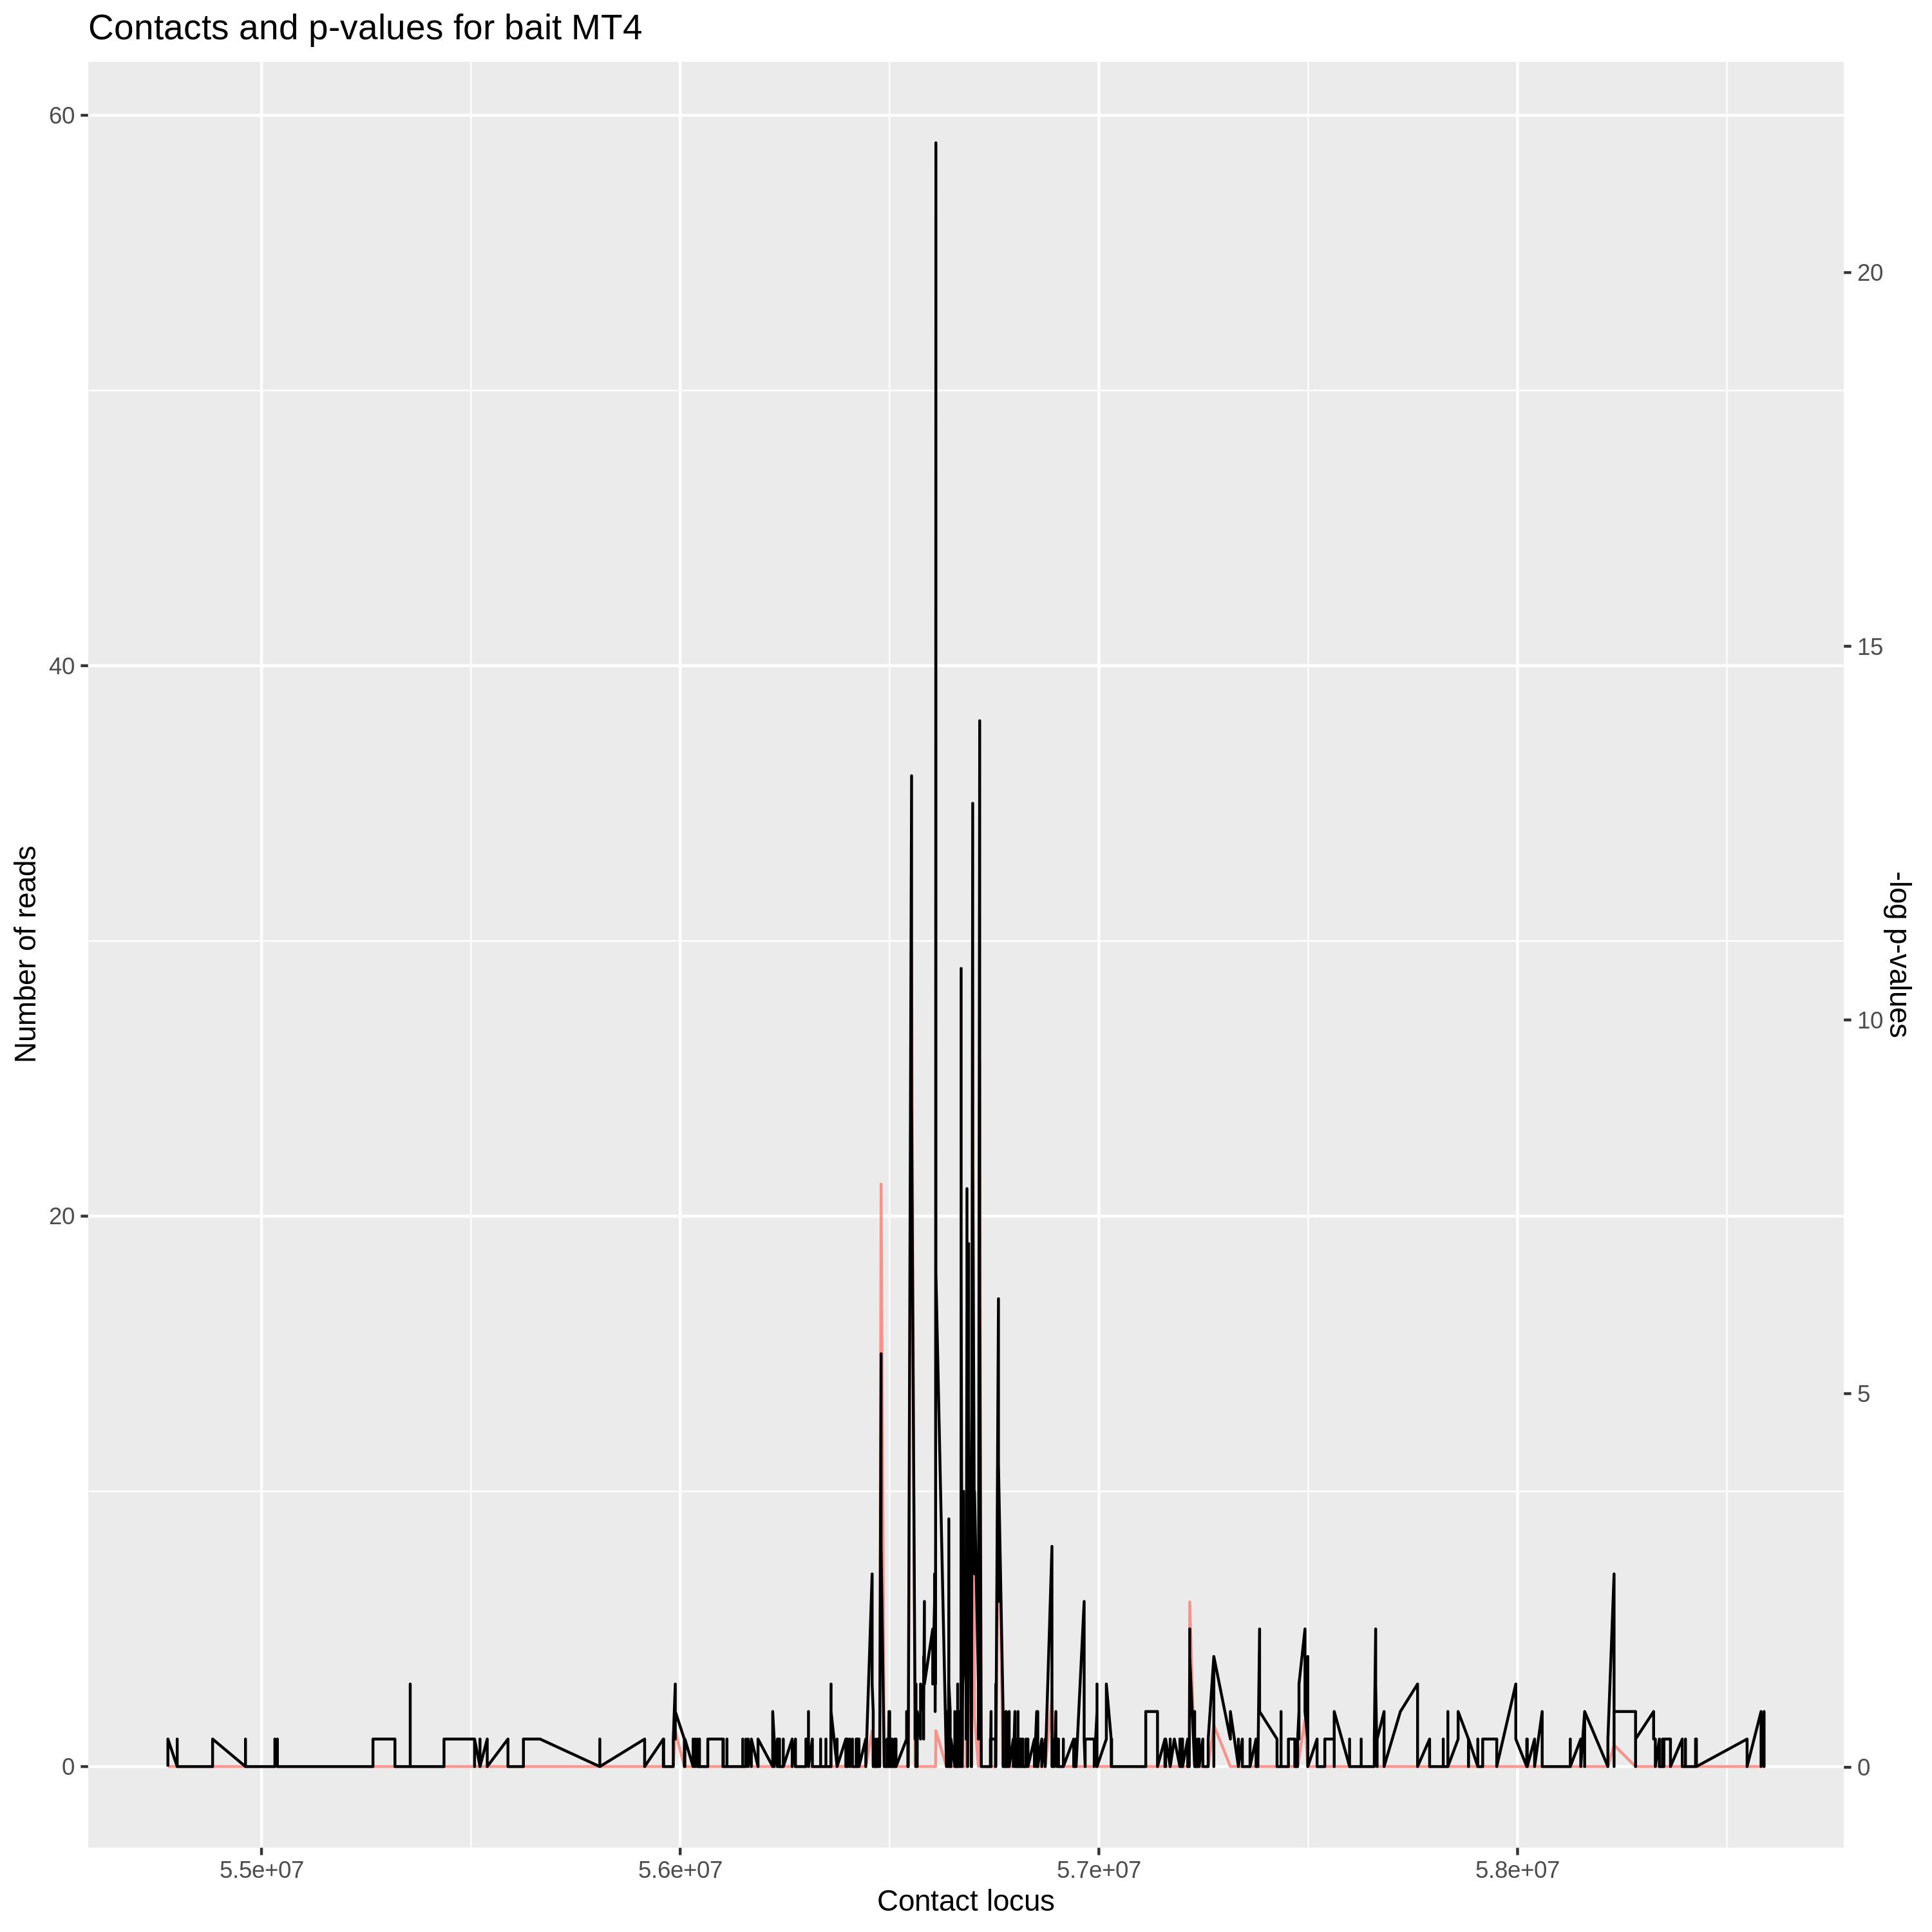 Contacts and p-values for bait MT4
60
40
20
0
Number of reads
20
15
10
5
0
-log p-values
5.5e+07
5.6e+07
5.7e+07
5.8e+07
Contact locus